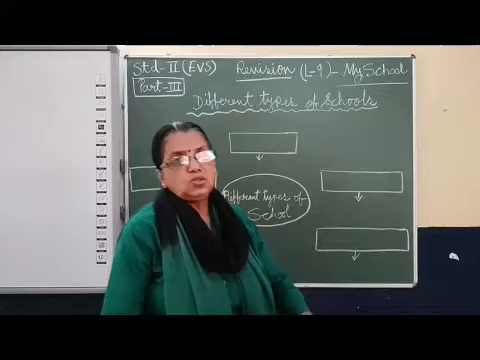 Std-II (EVS) Revision (L-9)- My School
Part-III
Different types of Schools
Different types of
School